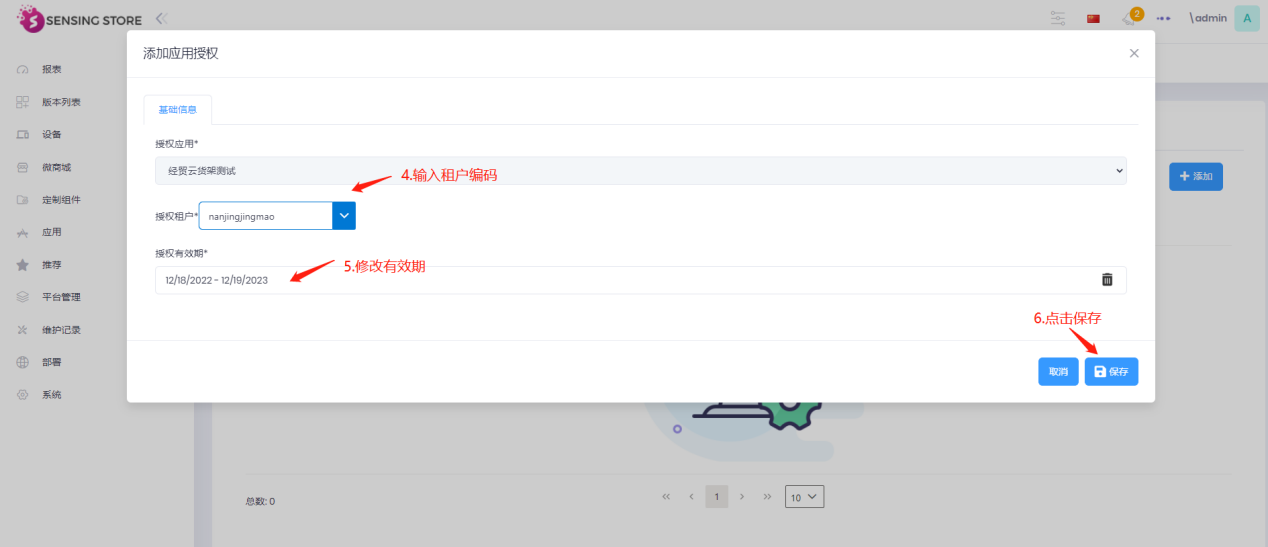 SENSING STORE
2
\admin
A
添加应用授权
报表
版本列表
设备
微商城
定制组件
应用
推荐
平台管理
维护记录
部署
系统
基础信息
授权应用*
经贸云货架测试
4.输入租户编码
添加
授权租户*
nanjingjingmao
授权有效期*
5.修改有效期
12/18/2022 - 12/19/2023
6.点击保存
取消
保存
总数: 0
1
10